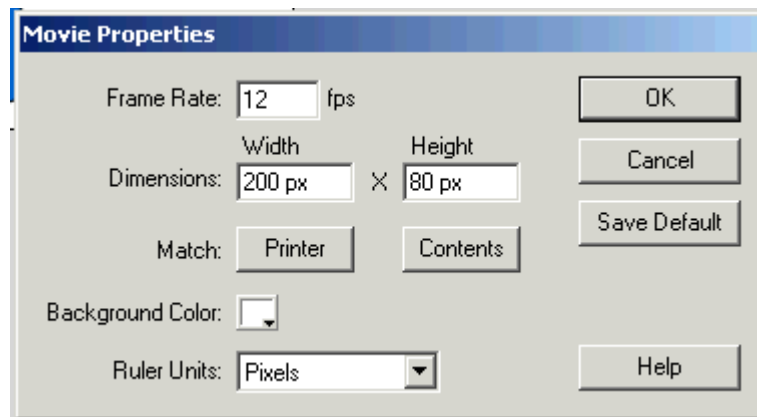 Movie Properties
Frame Rate: 12 fps
OK
Width Height
Dimensions: 200 px X 80 px
Cancel
Match: Printer Contents
Save Default
Background Color:
Ruler Units: Pixels
Help